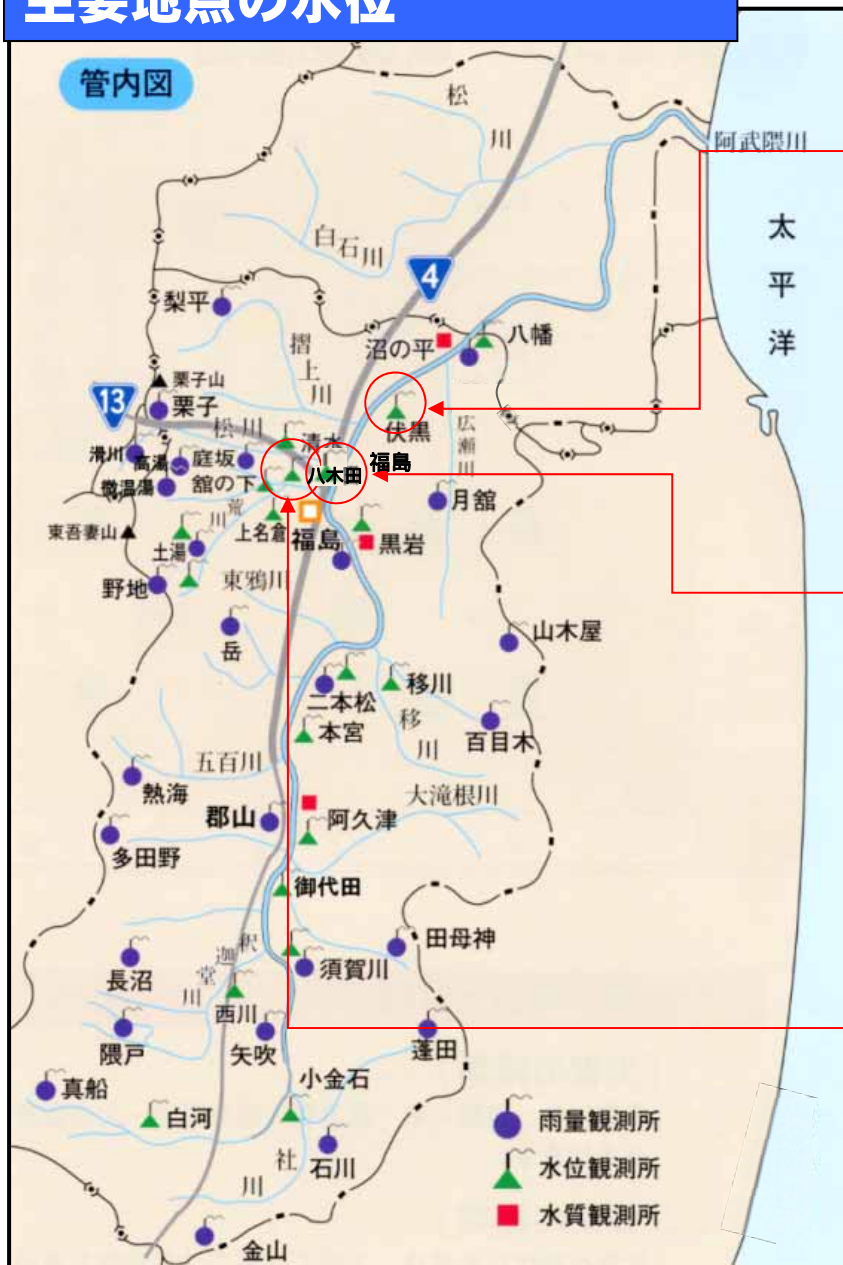 主要地点の水位
管内図
松
川
阿武隈川
太
平
洋
白石川
4
梨平
摺
上
川
沼の平
八幡
栗子山
13
栗子
松川
清水
伏黒
広
瀬
川
滑川
高湯
庭坂
微温湯
舘の下
八木田
福島
月舘
荒
川
上名倉
福島
黒岩
東吾妻山
土湯
野地
東鴉川
岳
山木屋
二本松
移川
本宮
移
川
百目木
五百川
熱海
大滝根川
郡山
阿久津
多田野
御代田
田母神
釈
迦
堂
川
長沼
須賀川
西川
隈戸
矢吹
蓬田
真船
小金石
白河
社
川
石川
金山
雨量観測所
水位観測所
水質観測所